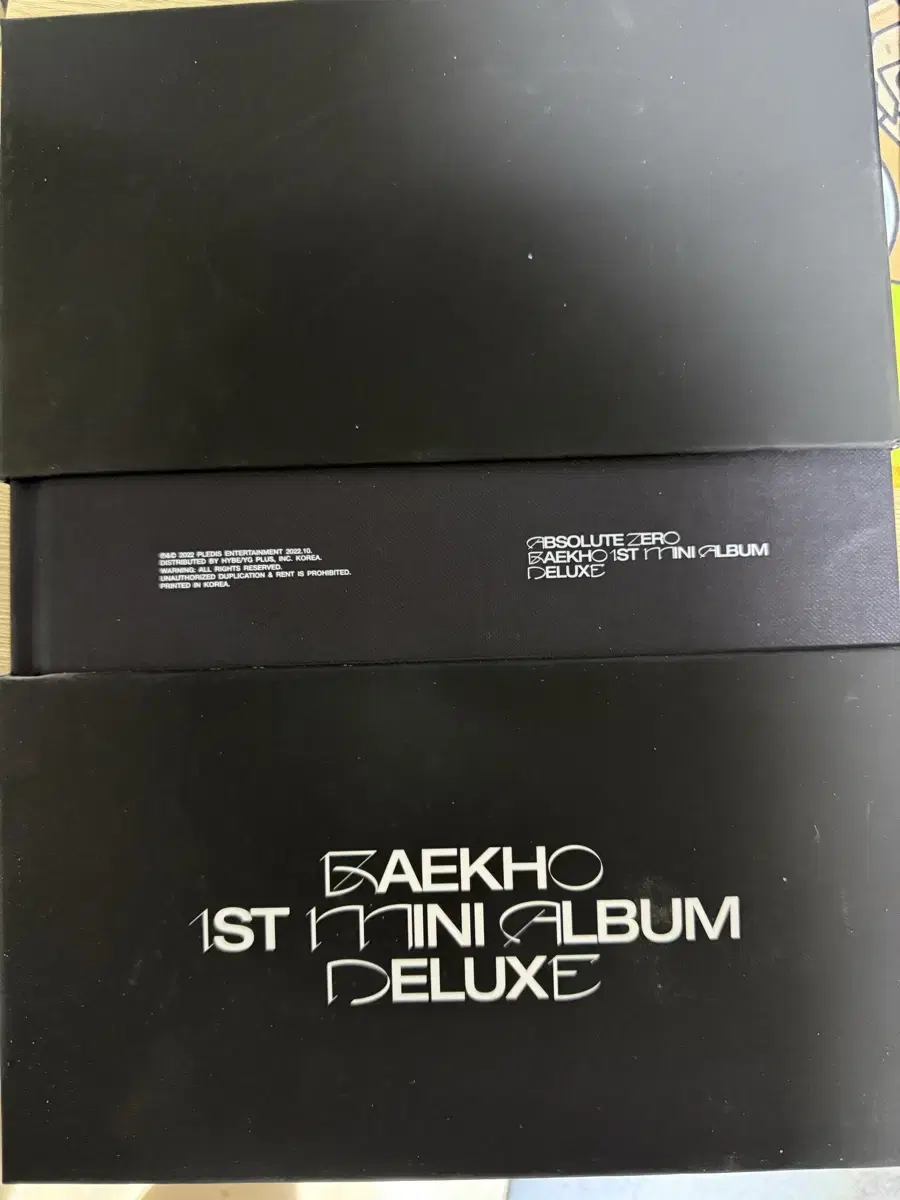 ℗&© 2022 PLEDIS ENTERTAINMENT 2022.10.
DISTRIBUTED BY HYBE/YG PLUS, INC. KOREA.
WARNING: ALL RIGHTS RESERVED.
UNAUTHORIZED DUPLICATION & RENT IS PROHIBITED.
PRINTED IN KOREA.
ABSOLUTE ZERO
BAEKHO 1ST MINI ALBUM
DELUXE
BAEKHO
1ST MINI ALBUM
DELUXE